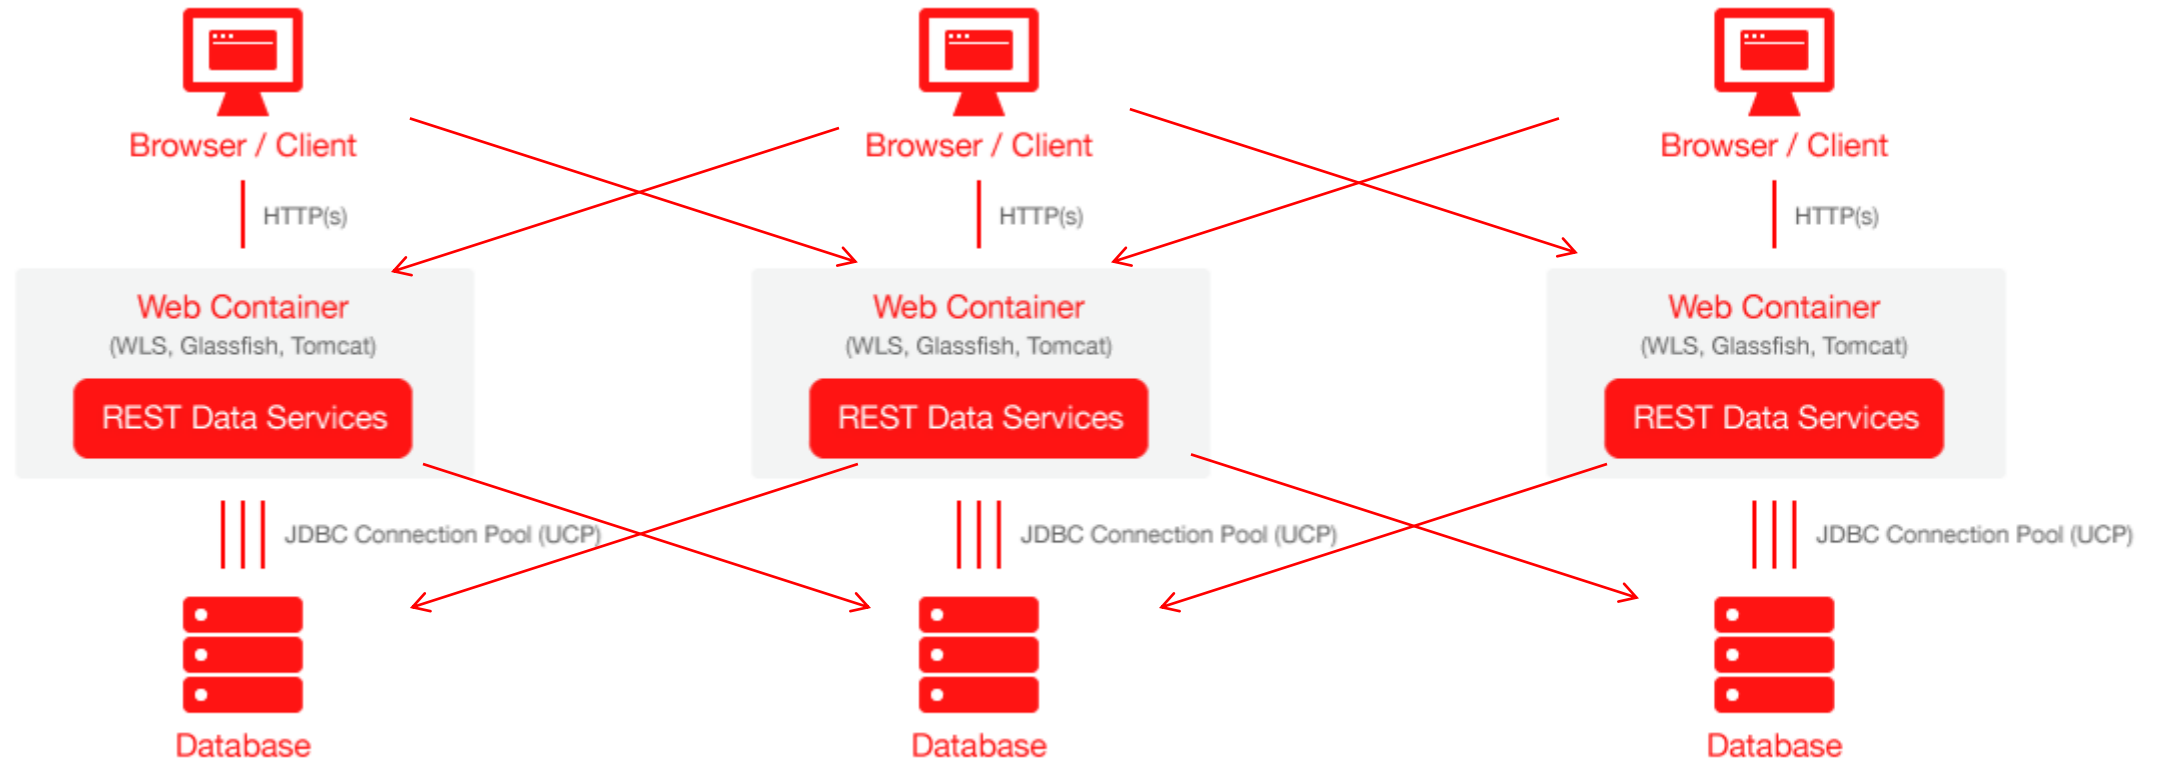 Browser / Client
Browser / Client
Browser / Client
HTTP(s)
HTTP(s)
HTTP(s)
Web Container
Web Container
Web Container
(WLS, Glassfish, Tomcat)
(WLS, Glassfish, Tomcat)
(WLS, Glassfish, Tomcat)
REST Data Services
REST Data Services
REST Data Services
JDBC Connection Pool (UCP)
JDBC Connection Pool (UCP)
JDBC Connection Pool (UCP)
Database
Database
Database